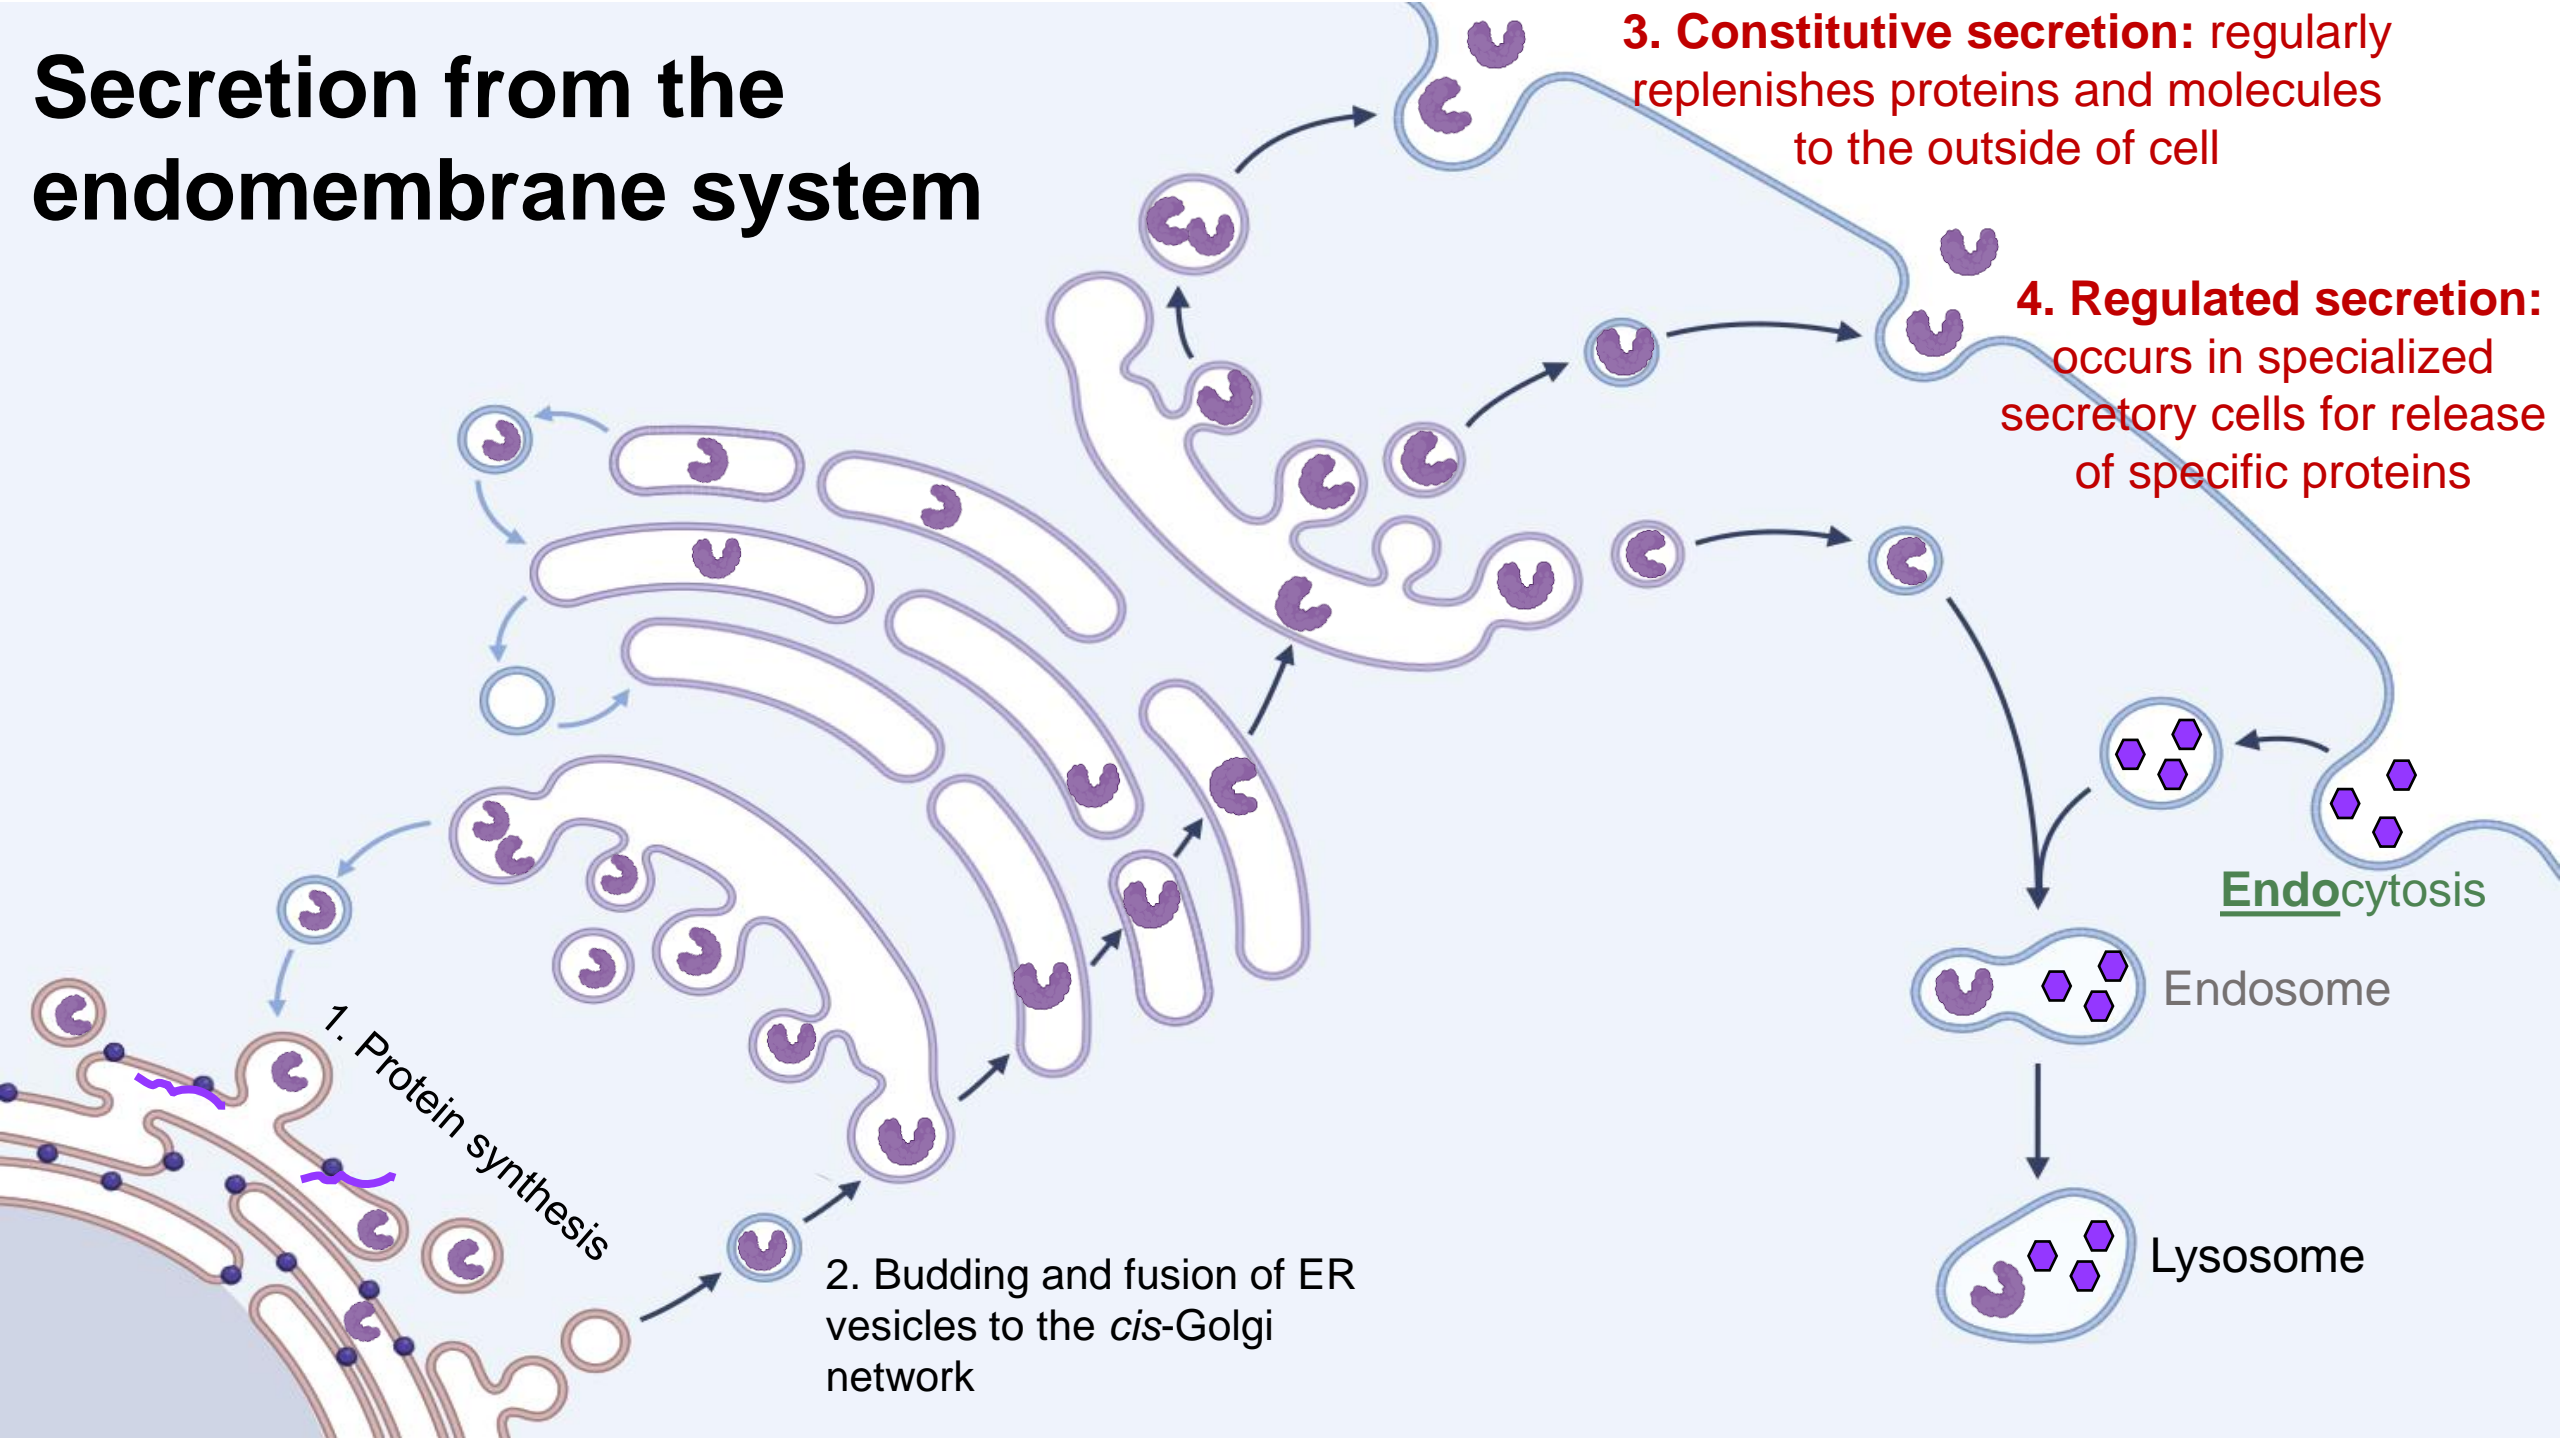 Secretion from the
endomembrane system
3. Constitutive secretion: regularly
replenishes proteins and molecules
to the outside of cell
4. Regulated secretion:
occurs in specialized
secretory cells for release
of specific proteins
Endocytosis
Endosome
1. Protein synthesis
Lysosome
2. Budding and fusion of ER
vesicles to the cis-Golgi
network